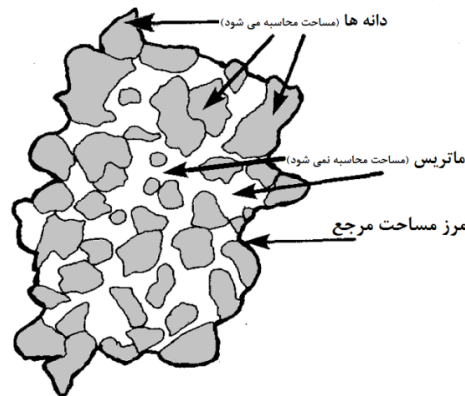 دانه ها (مساحت محاسبه می شود)
ماتریس (مساحت محاسبه نمی شود)
مرز مساحت مرجع